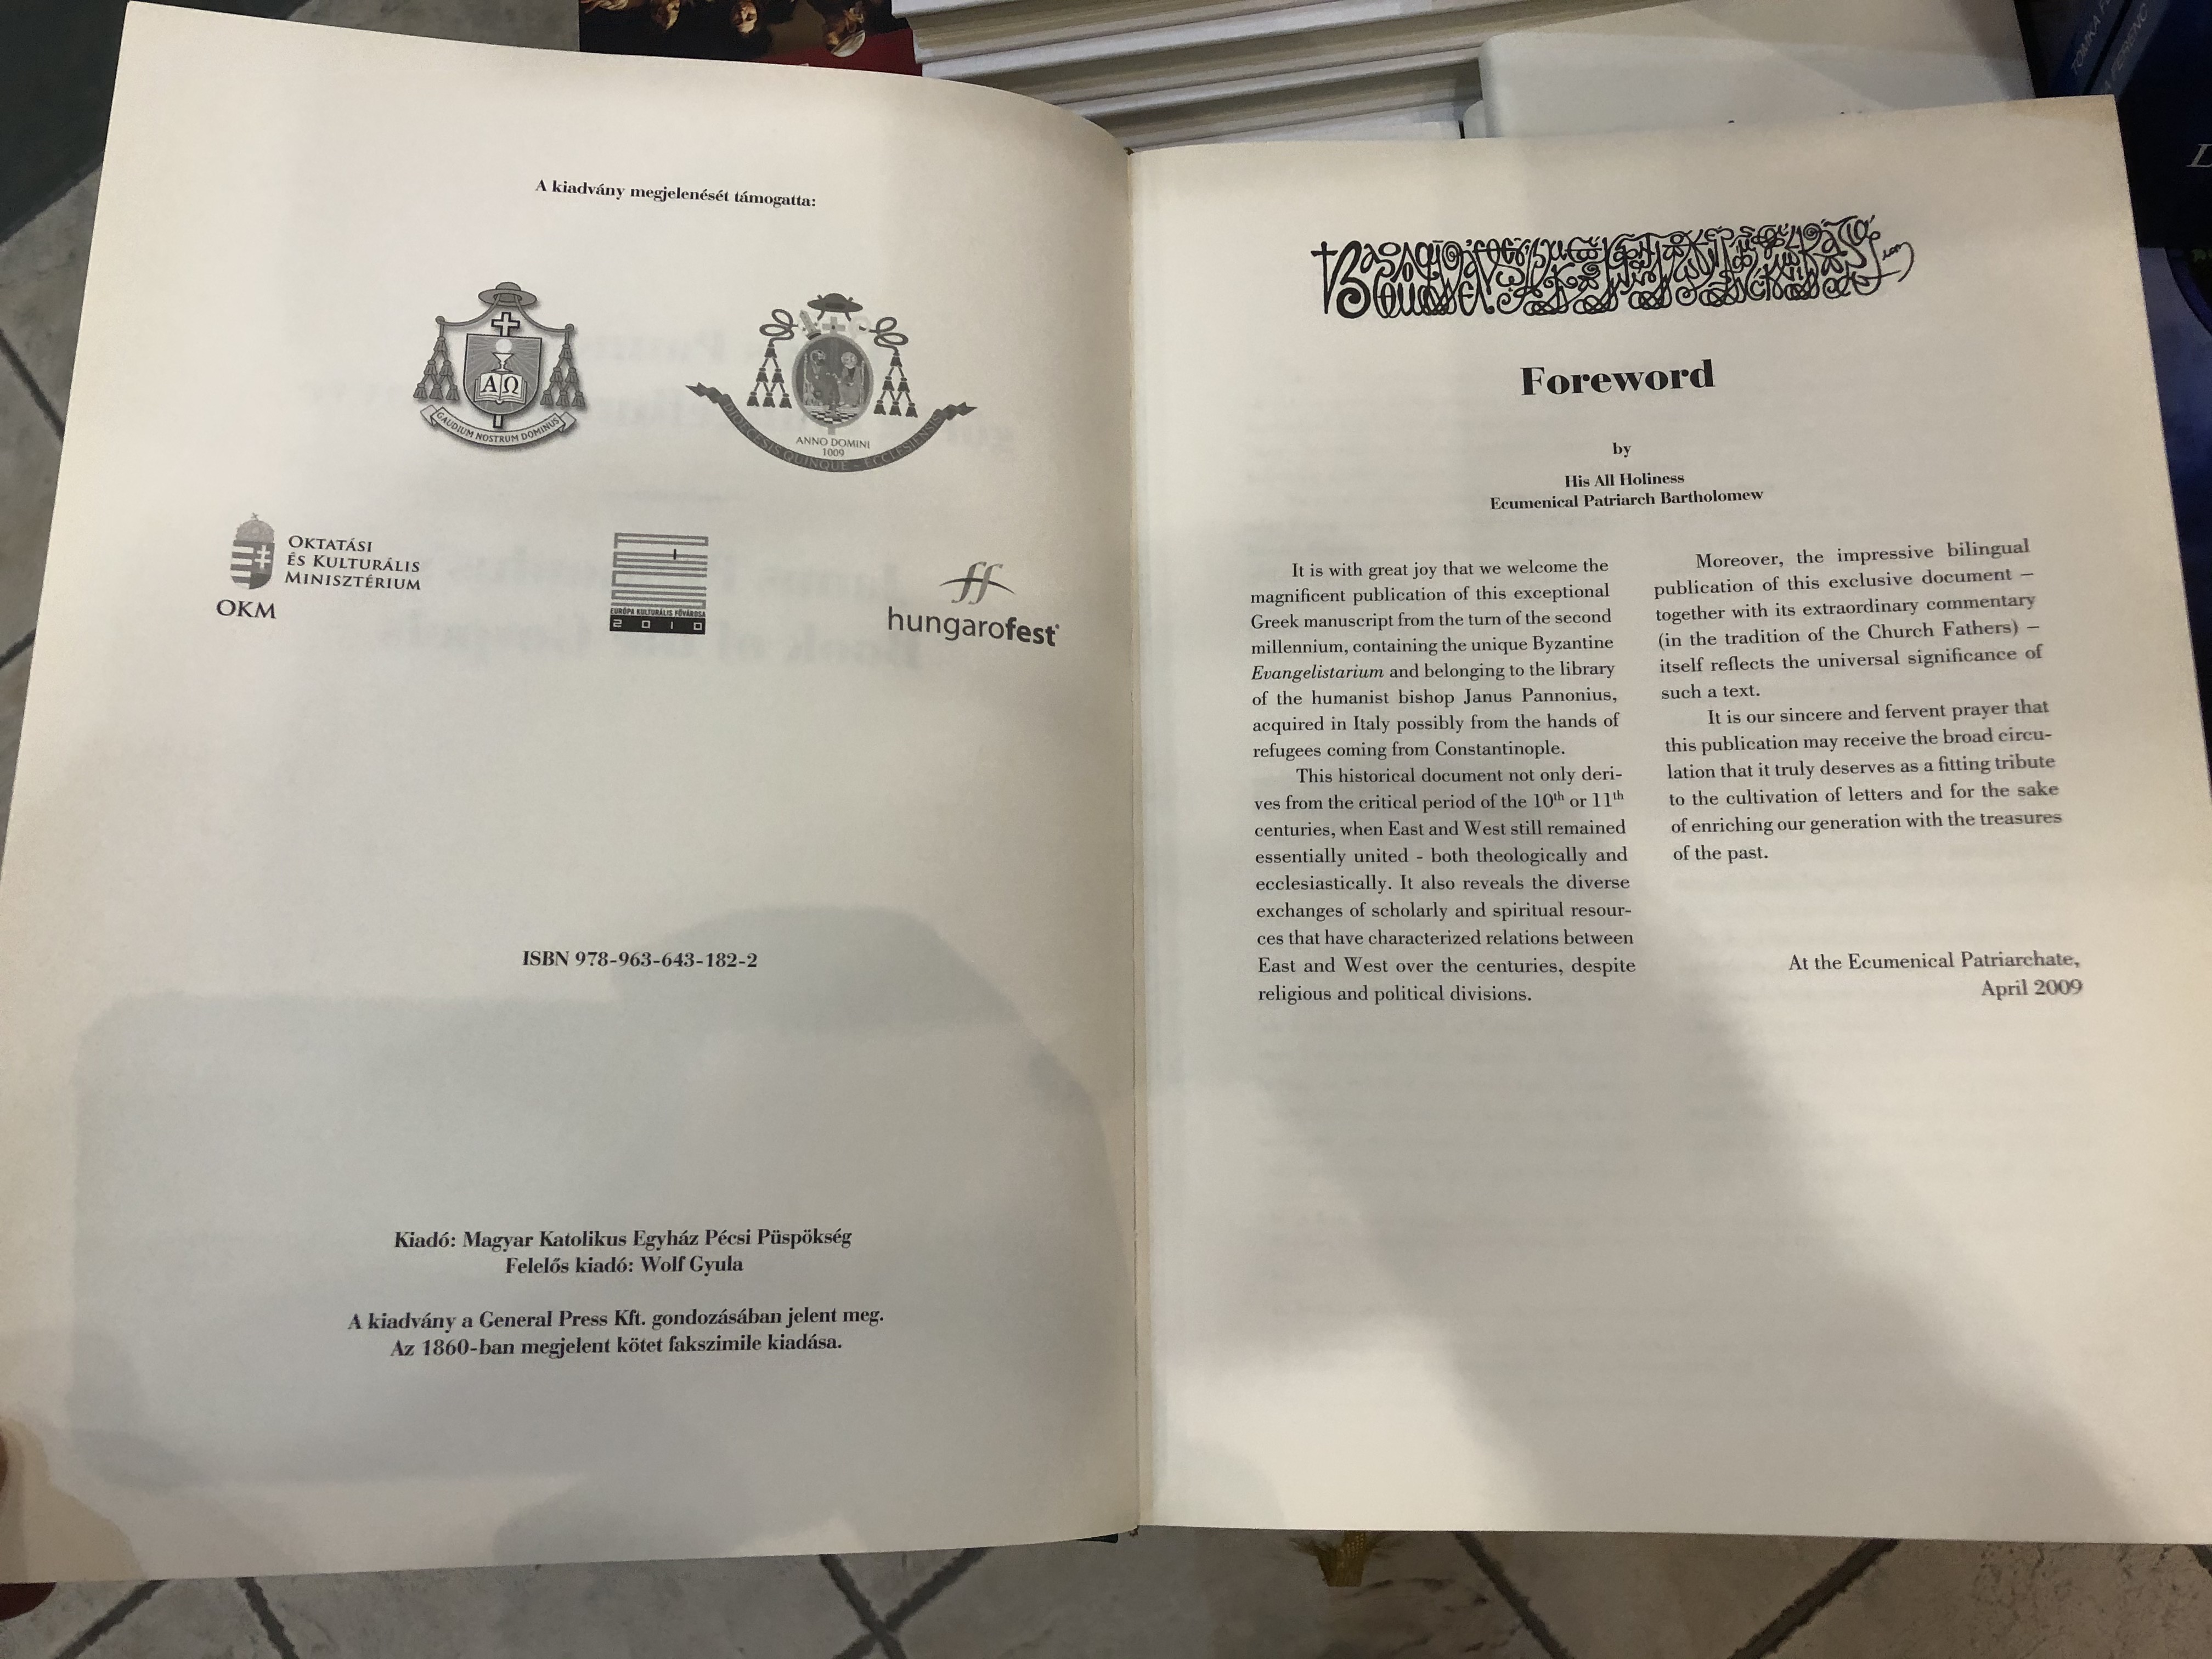 A kiadvány megjelenését támogatta:
ΑΩ
GAUDIUM NOSTRUM DOMINUS
ANNO DOMINI
1009
DIOECESIS QUINQUE – ECCLESIENSIS
OKTATÁSI
ÉS KULTURÁLIS
MINISZTÉRIUM
OKM
EURÓPA KULTURÁLIS FŐVÁROSA
2010
hungarofest
ISBN 978-963-643-182-2
Kiadó: Magyar Katolikus Egyház Pécsi Püspökség
Felelős kiadó: Wolf Gyula
A kiadvány a General Press Kft. gondozásában jelent meg.
Az 1860-ban megjelent kötet fakszimile kiadása.
Foreword
by
His All Holiness
Ecumenical Patriarch Bartholomew
It is with great joy that we welcome the
magnificent publication of this exceptional
Greek manuscript from the turn of the second
millennium, containing the unique Byzantine
Evangelistarium and belonging to the library
of the humanist bishop Janus Pannonius,
acquired in Italy possibly from the hands of
refugees coming from Constantinople.
This historical document not only deri-
ves from the critical period of the 10th or 11th
centuries, when East and West still remained
essentially united - both theologically and
ecclesiastically. It also reveals the diverse
exchanges of scholarly and spiritual resour-
ces that have characterized relations between
East and West over the centuries, despite
religious and political divisions.
Moreover, the impressive bilingual
publication of this exclusive document –
together with its extraordinary commentary
(in the tradition of the Church Fathers) –
itself reflects the universal significance of
such a text.
It is our sincere and fervent prayer that
this publication may receive the broad circu-
lation that it truly deserves as a fitting tribute
to the cultivation of letters and for the sake
of enriching our generation with the treasures
of the past.
At the Ecumenical Patriarchate,
April 2009